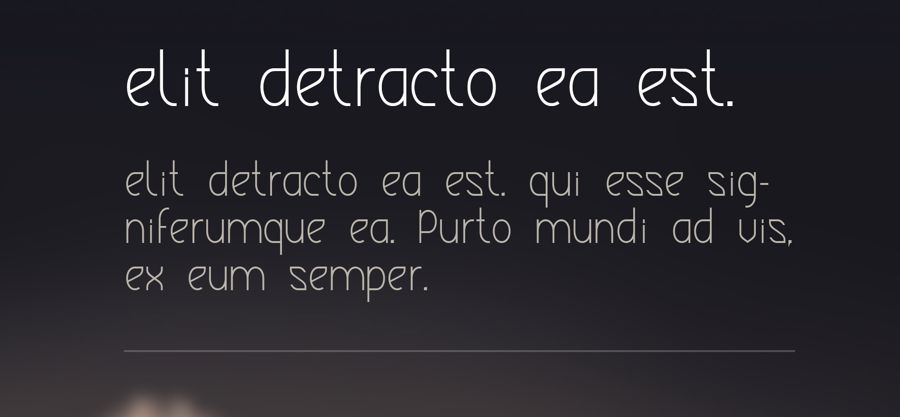 elit detracto ea est.
elit detracto ea est. qui esse sig-
niferumque ea. Purto mundi ad vis,
ex eum semper.